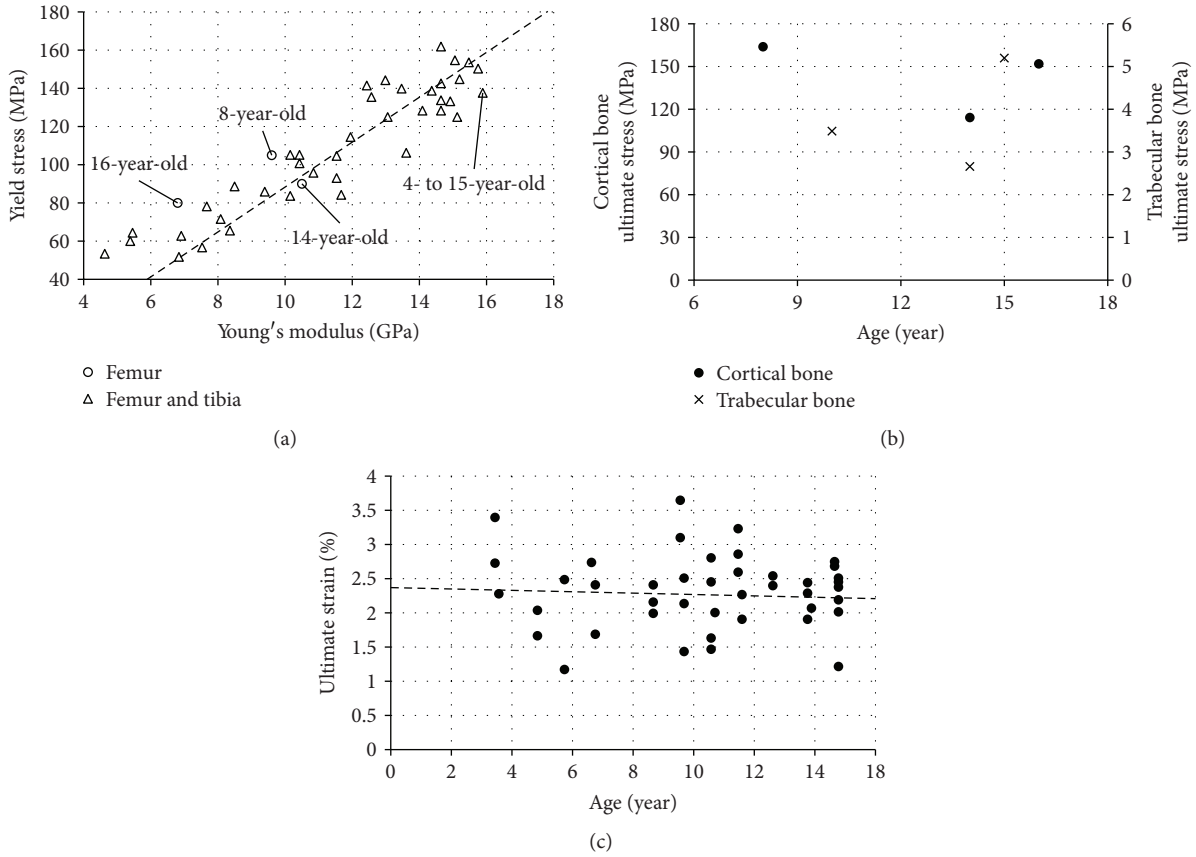 180
160
140
120
100
80
60
40
Yield stress (MPa)
8-year-old
16-year-old
4- to 15-year-old
14-year-old
4 6 8 10 12 14 16 18
Young′s modulus (GPa)
Femur
Femur and tibia
(a)
180
150
120
90
60
30
0
Cortical bone
ultimate stress (MPa)
6
5
4
3
2
1
0
Trabecular bone
ultimate stress (MPa)
6 9 12 15 18
Age (year)
Cortical bone
Trabecular bone
(b)
4
3.5
3
2.5
2
1.5
1
0.5
0
Ultimate strain (%)
0 2 4 6 8 10 12 14 16 18
Age (year)
(c)